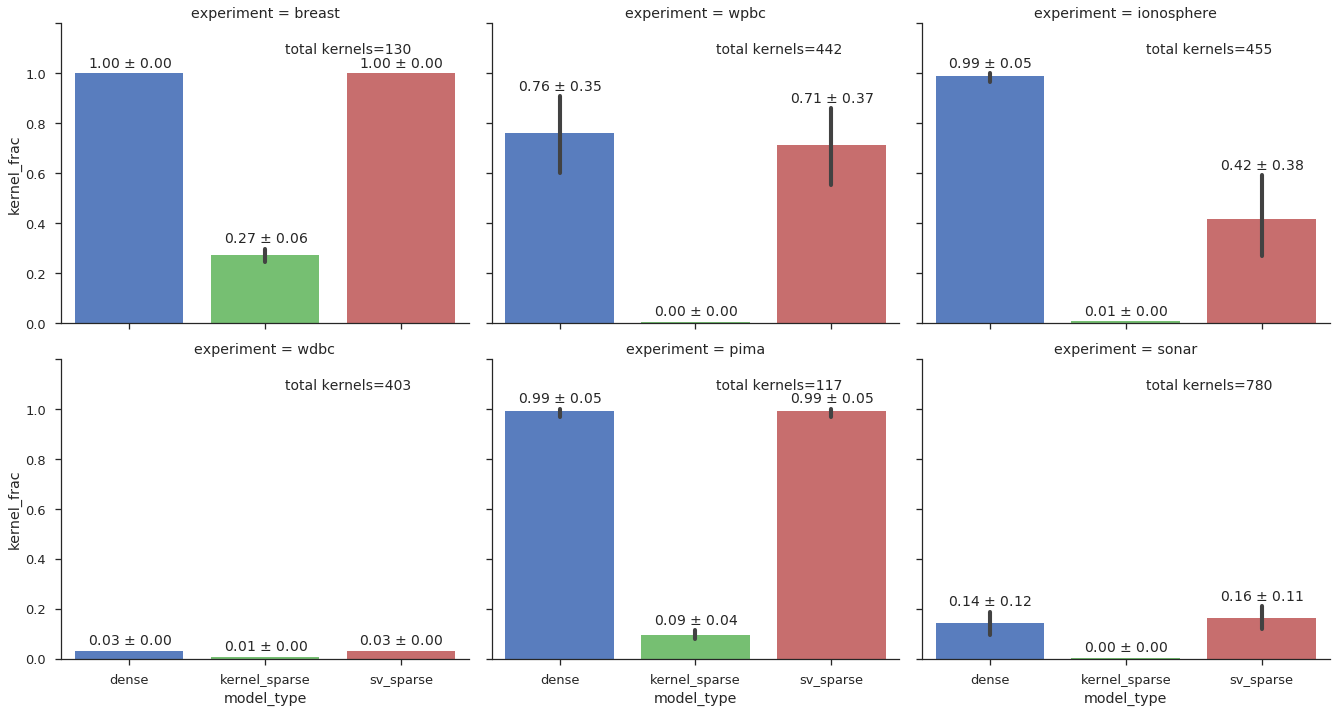 experiment = breast
total kernels=130
1.00 ± 0.00
0.27 ± 0.06
1.00 ± 0.00
kernel_frac
1.0
0.8
0.6
0.4
0.2
0.0
experiment = wpbc
total kernels=442
0.76 ± 0.35
0.00 ± 0.00
0.71 ± 0.37
experiment = ionosphere
total kernels=455
0.99 ± 0.05
0.01 ± 0.00
0.42 ± 0.38
experiment = wdbc
total kernels=403
0.03 ± 0.00
0.01 ± 0.00
0.03 ± 0.00
kernel_frac
1.0
0.8
0.6
0.4
0.2
0.0
dense kernel_sparse sv_sparse
model_type
experiment = pima
total kernels=117
0.99 ± 0.05
0.09 ± 0.04
0.99 ± 0.05
dense kernel_sparse sv_sparse
model_type
experiment = sonar
total kernels=780
0.14 ± 0.12
0.00 ± 0.00
0.16 ± 0.11
dense kernel_sparse sv_sparse
model_type